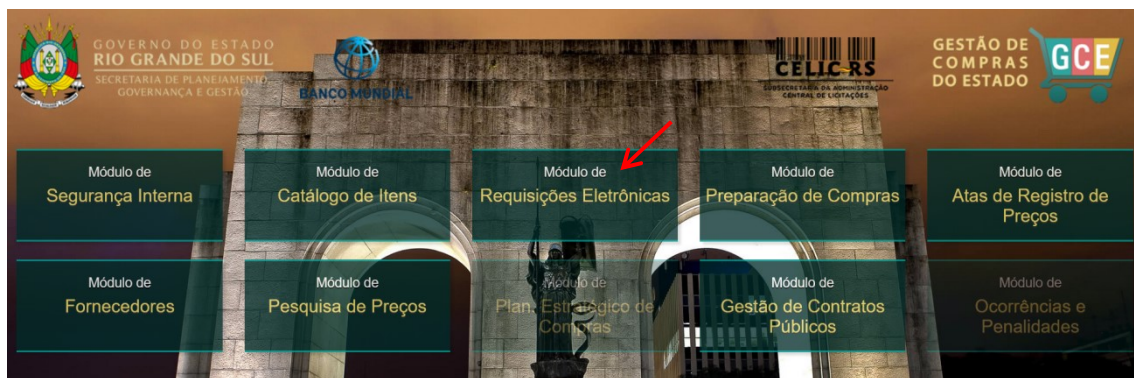 GOVERNO DO ESTADO
RIO GRANDE DO SUL
SECRETARIA DE PLANEJAMENTO,
GOVERNANÇA E GESTÃO
BANCO MUNDIAL
CELIC-RS
SUBSECRETARIA DA ADMINISTRAÇÃO
CENTRAL DE LICITAÇÕES
GESTÃO DE
COMPRAS
DO ESTADO
GCE
Módulo de
Segurança Interna
Módulo de
Catálogo de Itens
Módulo de
Requisições Eletrônicas
Módulo de
Preparação de Compras
Módulo de
Atas de Registro de
Preços
Módulo de
Fornecedores
Módulo de
Pesquisa de Preços
Módulo de
Plan. Estratégico de
Compras
Módulo de
Gestão de Contratos
Públicos
Módulo de
Ocorrências e
Penalidades